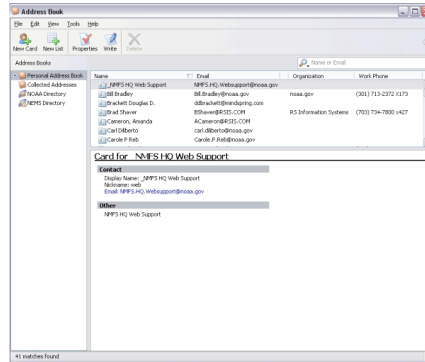 Address Book
File Edit View Tools Help
New Card New List Properties Write Delete
Address Books
Name or Email
Personal Address Book
Collected Addresses
NOAA Directory
NEMS Directory
Name Email Organization Work Phone
_NMFS HQ Web Support NMFS.HQ.Websupport@noaa.gov
Bill Bradley Bill.Bradley@noaa.gov noaa.gov (301) 713-2372 X173
Brackett Douglas D. ddBrackett@mindspring.com
Brad Shaver BShaver@RSIS.COM RS Information Systems (703) 734-7800 x427
Cameron, Amanda ACameron@RSIS.COM
Carl Dilberto carl.dilberto@noaa.gov
Carole P Reb Carole.P.Reb@noaa.gov
Card for _NMFS HQ Web Support
Contact
Display Name: _NMFS HQ Web Support
Nickname: web
Email: NMFS.HQ.Websupport@noaa.gov
Other
NMFS HQ Web Support
41 matches found